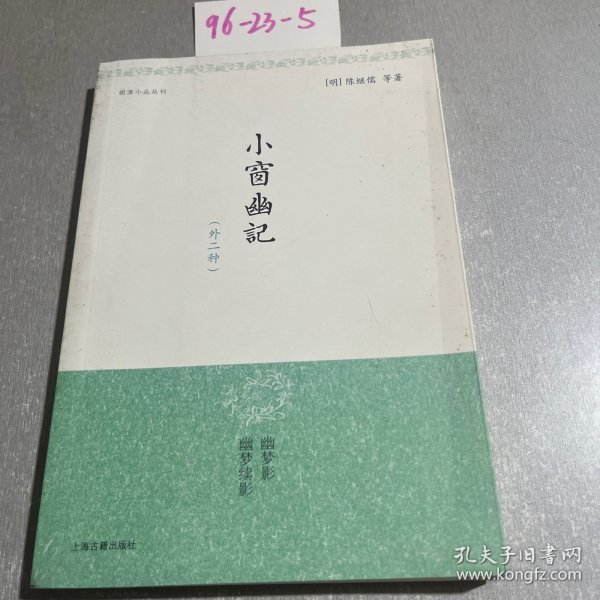 96-23-5
明清小品丛刊
[明] 陈继儒 等著
小窗幽記
(外二种)
幽梦影
幽梦续影
上海古籍出版社
孔夫子旧书网
www.kongfz.com